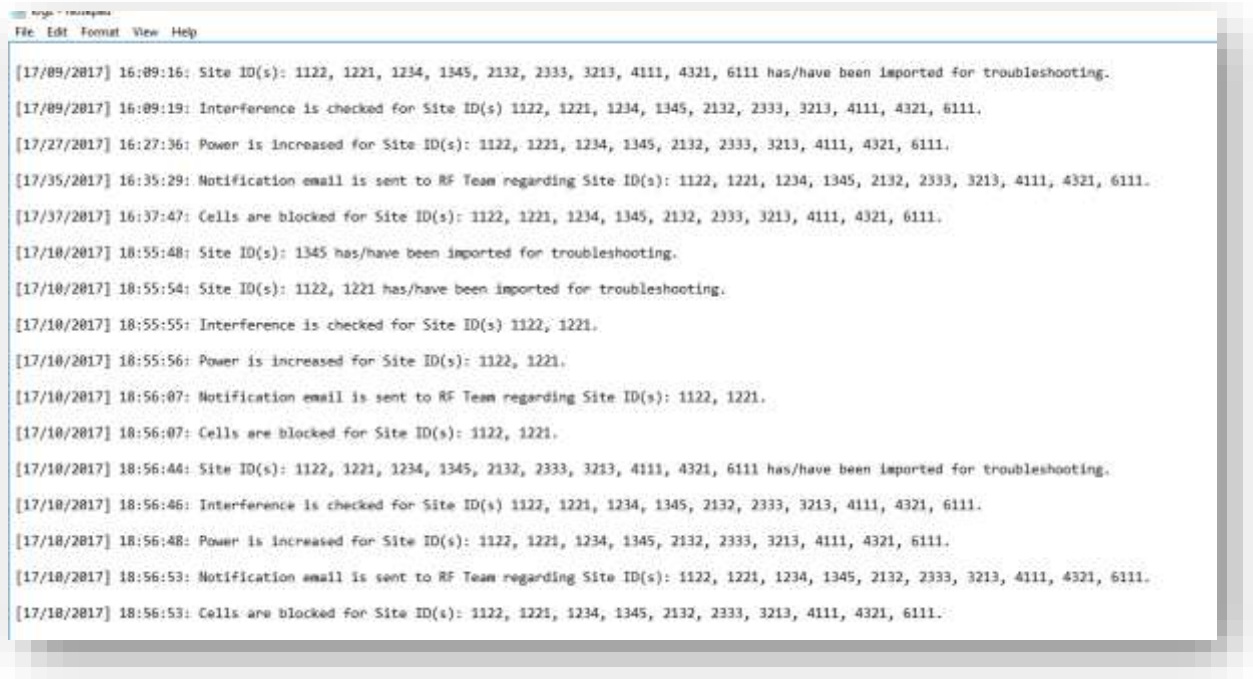 File Edit Format View Help
[17/09/2017] 16:09:16: Site ID(s): 1122, 1221, 1234, 1345, 2132, 2333, 3213, 4111, 4321, 6111 has/have been imported for troubleshooting.
[17/09/2017] 16:09:19: Interference is checked for Site ID(s) 1122, 1221, 1234, 1345, 2132, 2333, 3213, 4111, 4321, 6111.
[17/27/2017] 16:27:36: Power is increased for Site ID(s): 1122, 1221, 1234, 1345, 2132, 2333, 3213, 4111, 4321, 6111.
[17/35/2017] 16:35:29: Notification email is sent to RF Team regarding Site ID(s): 1122, 1221, 1234, 1345, 2132, 2333, 3213, 4111, 4321, 6111.
[17/37/2017] 16:37:47: Cells are blocked for Site ID(s): 1122, 1221, 1234, 1345, 2132, 2333, 3213, 4111, 4321, 6111.
[17/10/2017] 18:55:48: Site ID(s): 1345 has/have been imported for troubleshooting.
[17/10/2017] 18:55:54: Site ID(s): 1122, 1221 has/have been imported for troubleshooting.
[17/10/2017] 18:55:55: Interference is checked for Site ID(s) 1122, 1221.
[17/10/2017] 18:55:56: Power is increased for Site ID(s): 1122, 1221.
[17/10/2017] 18:56:07: Notification email is sent to RF Team regarding Site ID(s): 1122, 1221.
[17/10/2017] 18:56:07: Cells are blocked for Site ID(s): 1122, 1221.
[17/10/2017] 18:56:44: Site ID(s): 1122, 1221, 1234, 1345, 2132, 2333, 3213, 4111, 4321, 6111 has/have been imported for troubleshooting.
[17/10/2017] 18:56:46: Interference is checked for Site ID(s) 1122, 1221, 1234, 1345, 2132, 2333, 3213, 4111, 4321, 6111.
[17/10/2017] 18:56:48: Power is increased for Site ID(s): 1122, 1221, 1234, 1345, 2132, 2333, 3213, 4111, 4321, 6111.
[17/10/2017] 18:56:53: Notification email is sent to RF Team regarding Site ID(s): 1122, 1221, 1234, 1345, 2132, 2333, 3213, 4111, 4321, 6111.
[17/10/2017] 18:56:53: Cells are blocked for Site ID(s): 1122, 1221, 1234, 1345, 2132, 2333, 3213, 4111, 4321, 6111.